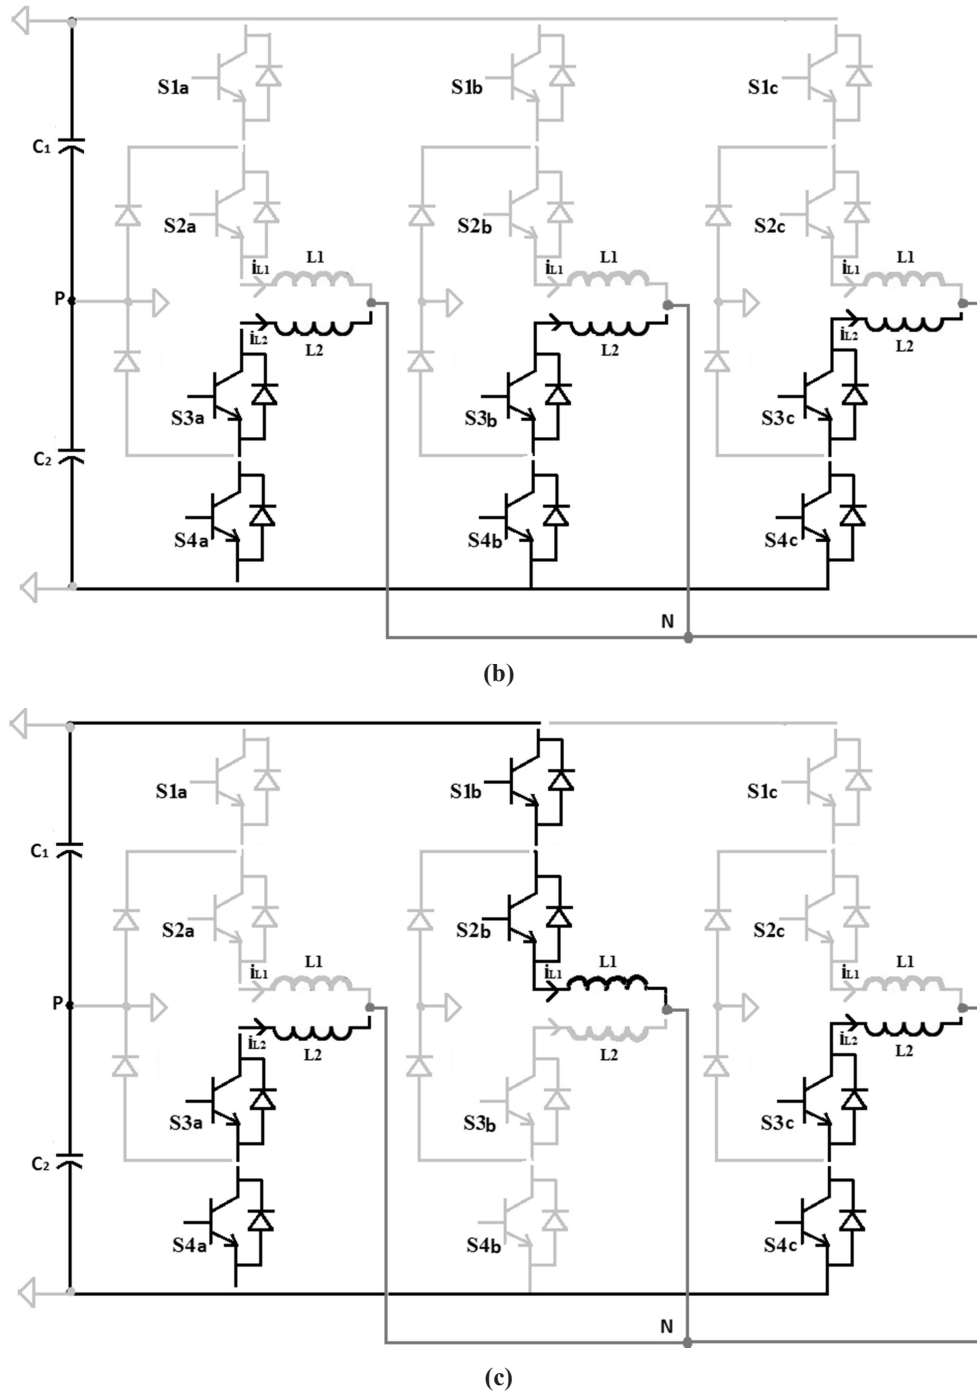 S1a S1b S1c
C1
S2a S2b S2c
iL1 L1 iL1 L1 iL1 L1
P
iL2 L2 L2 iL2 L2
S3a S3b S3c
C2
S4a S4b S4c
N
(b)
S1a S1b S1c
C1
S2a S2b S2c
iL1 L1 iL1 L1 iL1 L1
P
iL2 L2 L2 iL2 L2
S3a S3b S3c
C2
S4a S4b S4c
N
(c)